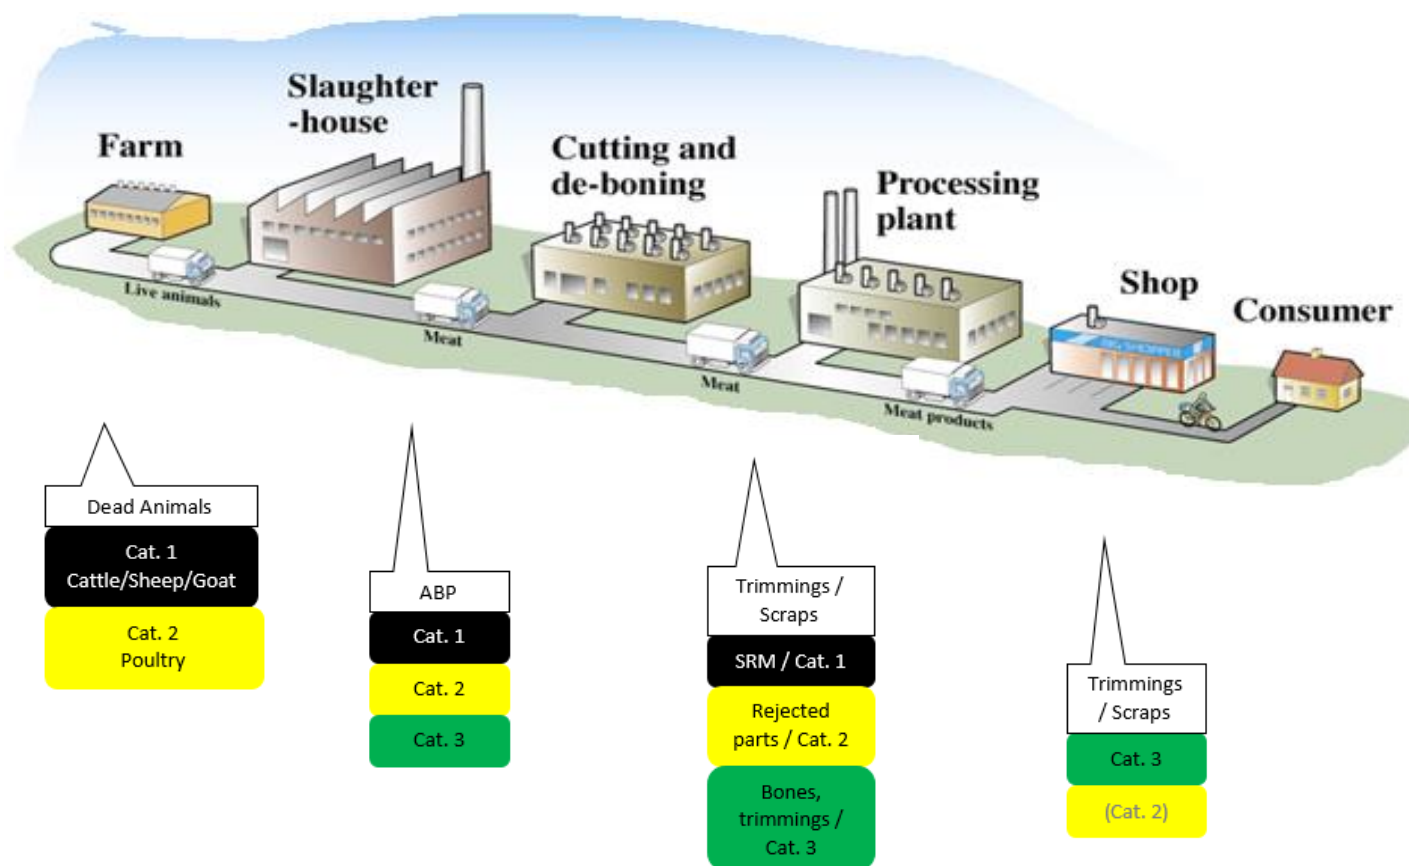 Slaughter
-house
Farm
Cutting and
de-boning
Processing
plant
Shop
Consumer
BIG SHOPPER
Live animals
Meat
Meat
Meat products
Dead Animals
Cat. 1
Cattle/Sheep/Goat
Cat. 2
Poultry
ABP
Cat. 1
Cat. 2
Cat. 3
Trimmings /
Scraps
SRM / Cat. 1
Rejected
parts / Cat. 2
Bones,
trimmings /
Cat. 3
Trimmings
/ Scraps
Cat. 3
(Cat. 2)